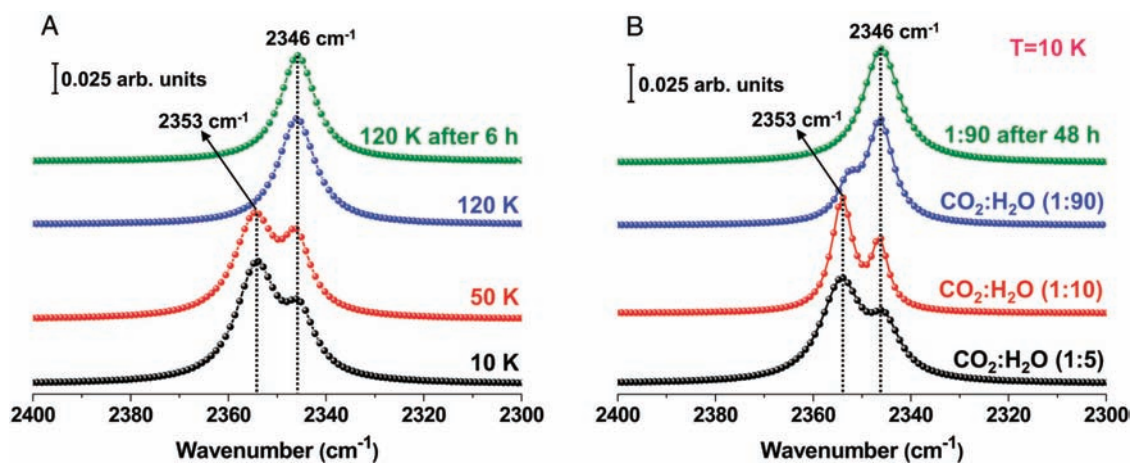 A
2346 cm⁻¹
0.025 arb. units
2353 cm⁻¹
120 K after 6 h
120 K
50 K
10 K
2400 2380 2360 2340 2320 2300
Wavenumber (cm⁻¹)
B
2346 cm⁻¹
T=10 K
0.025 arb. units
2353 cm⁻¹
1:90 after 48 h
CO₂:H₂O (1:90)
CO₂:H₂O (1:10)
CO₂:H₂O (1:5)
2400 2380 2360 2340 2320 2300
Wavenumber (cm⁻¹)